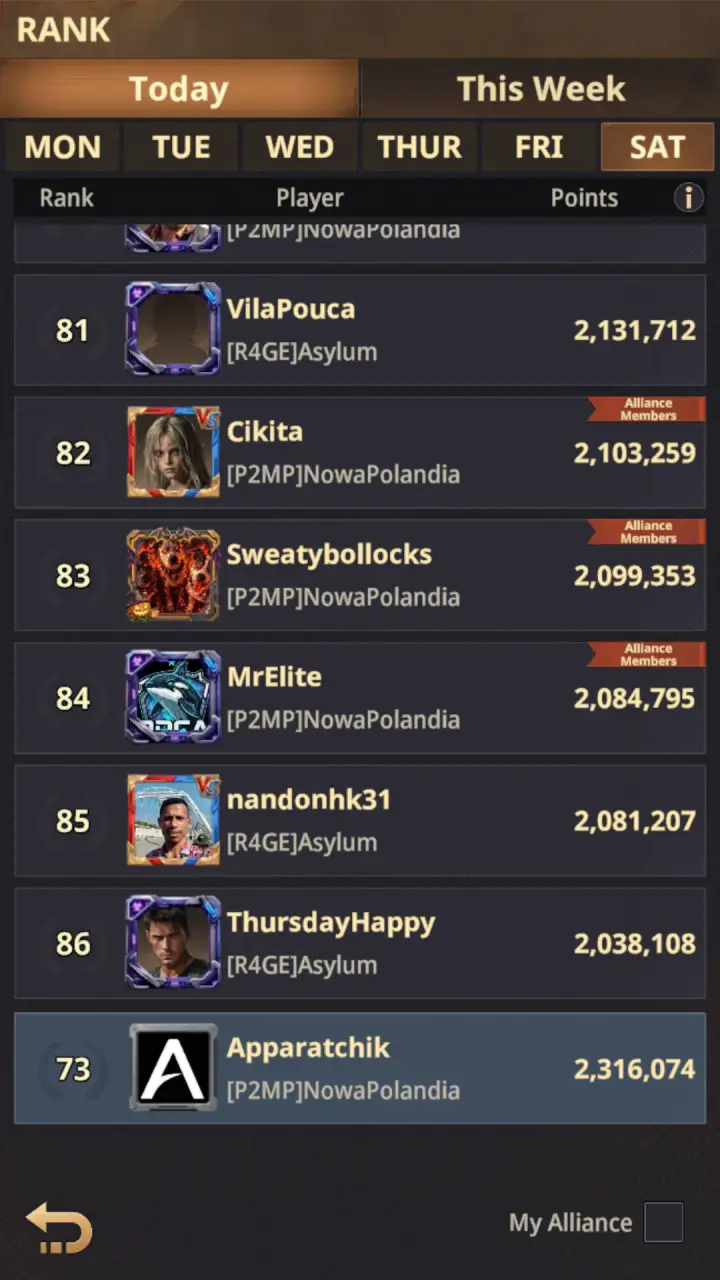 RANK
Today
This Week
MON
TUE
WED
THUR
FRI
SAT
Rank
Player
Points
[P2MP]NowaPolandia
81
VilaPouca
[R4GE]Asylum
2,131,712
82
Cikita
[P2MP]NowaPolandia
Alliance
Members
2,103,259
83
Sweatybollocks
[P2MP]NowaPolandia
Alliance
Members
2,099,353
84
MrElite
[P2MP]NowaPolandia
Alliance
Members
2,084,795
85
nandonhk31
[R4GE]Asylum
2,081,207
86
ThursdayHappy
[R4GE]Asylum
2,038,108
73
Apparatchik
[P2MP]NowaPolandia
2,316,074
My Alliance